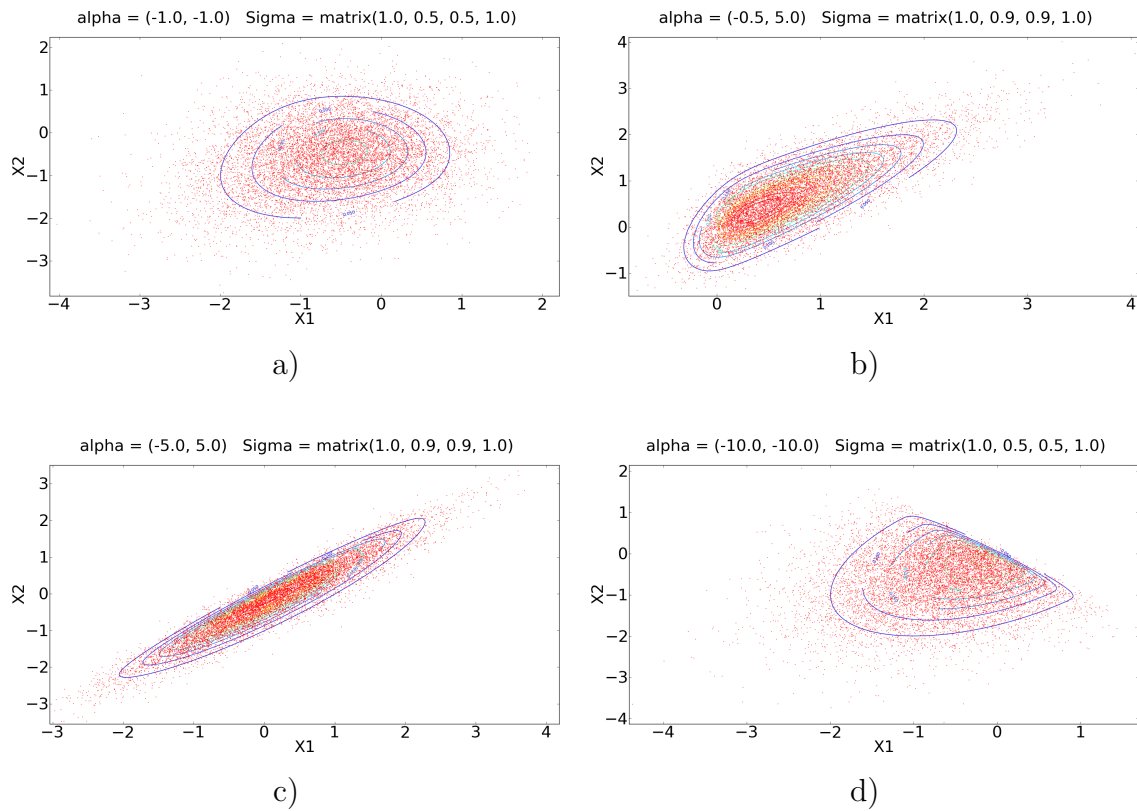 alpha = (-1.0, -1.0) Sigma = matrix(1.0, 0.5, 0.5, 1.0)
2
1
0
−1
−2
−3
X2
−4 −3 −2 −1 0 1 2
X1
a)
alpha = (-0.5, 5.0) Sigma = matrix(1.0, 0.9, 0.9, 1.0)
4
3
2
1
0
−1
X2
0 1 2 3 4
X1
b)
alpha = (-5.0, 5.0) Sigma = matrix(1.0, 0.9, 0.9, 1.0)
3
2
1
0
−1
−2
−3
X2
−3 −2 −1 0 1 2 3 4
X1
c)
alpha = (-10.0, -10.0) Sigma = matrix(1.0, 0.5, 0.5, 1.0)
2
1
0
−1
−2
−3
−4
X2
−4 −3 −2 −1 0 1
X1
d)